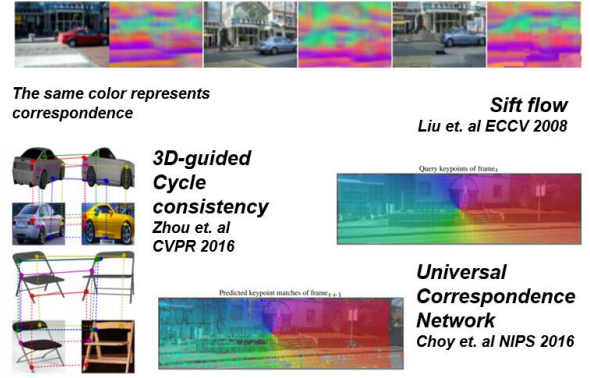 The same color represents
correspondence
Sift flow
Liu et. al ECCV 2008
3D-guided
Cycle
consistency
Zhou et. al
CVPR 2016
Query keypoints of frame t
Predicted keypoint matches of frame t+1
Universal
Correspondence
Network
Choy et. al NIPS 2016